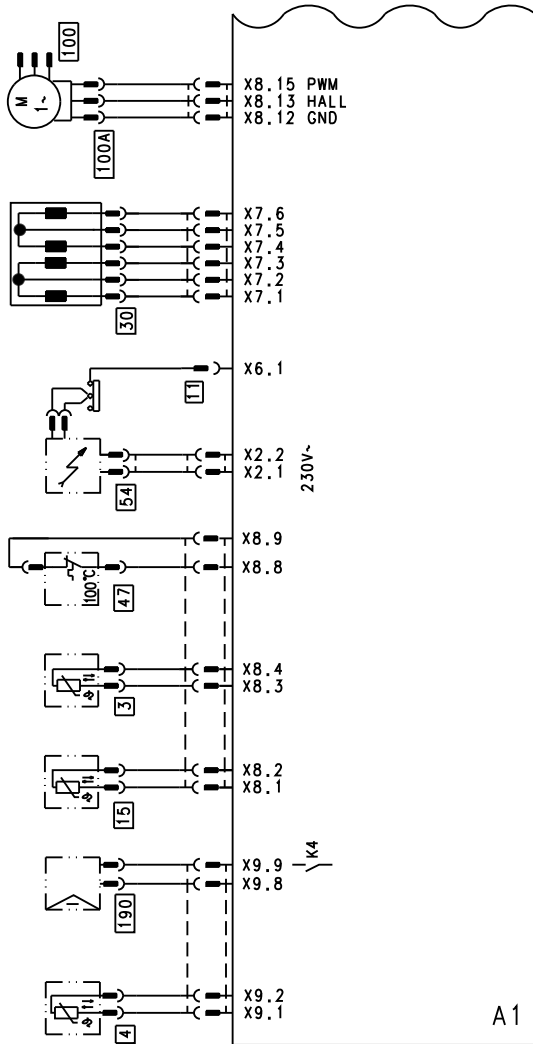 100
M
1~
100A
X8.15 PWM
X8.13 HALL
X8.12 GND
X7.6
X7.5
X7.4
X7.3
X7.2
X7.1
30
X6.1
11
X2.2
X2.1
230V~
54
X8.9
X8.8
100°C
47
X8.4
X8.3
ϑ
3
X8.2
X8.1
ϑ
15
X9.9
K4
X9.8
190
X9.2
X9.1
ϑ
4
A1